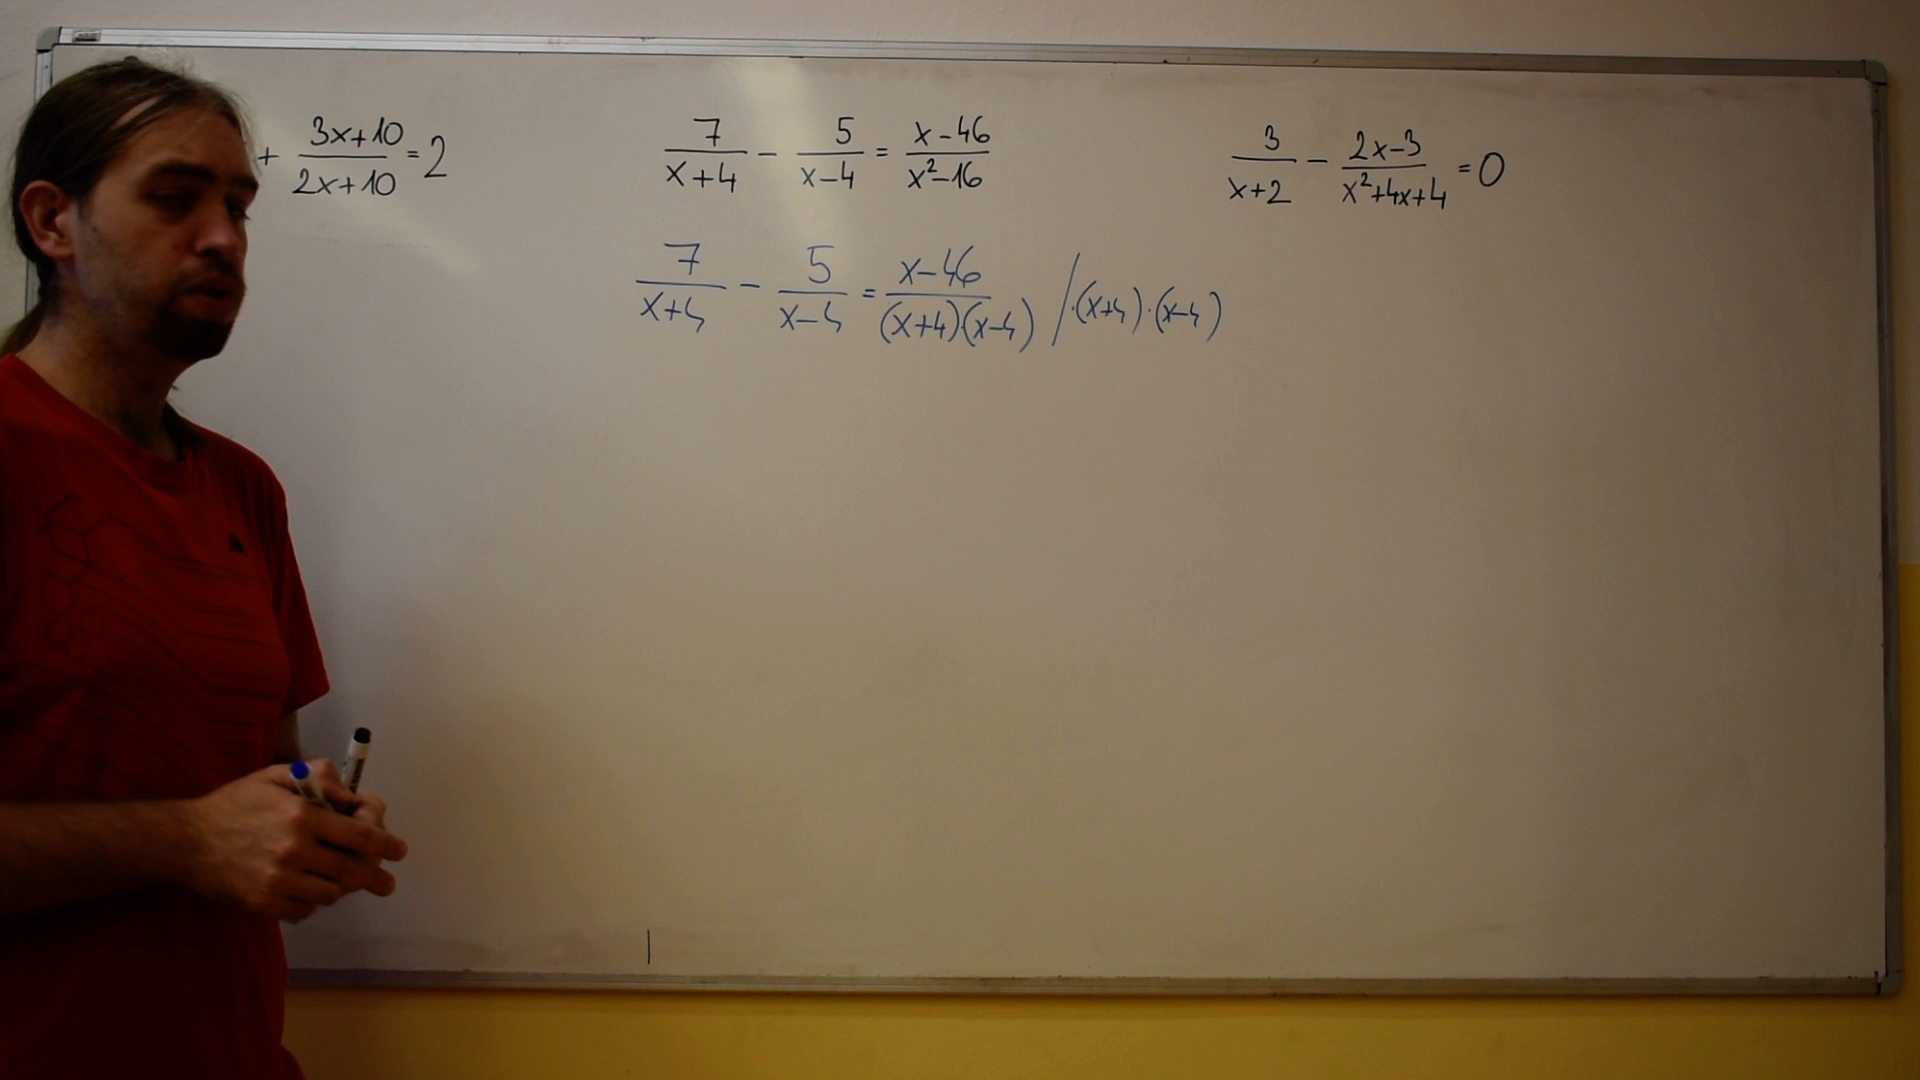 + (3x+10)/(2x+10) = 2
7/(x+4) - 5/(x-4) = (x-46)/(x²-16)
3/(x+2) - (2x-3)/(x²+4x+4) = 0
7/(x+4) - 5/(x-4) = (x-46)/((x+4)(x-4)) / ·(x+4)·(x-4)